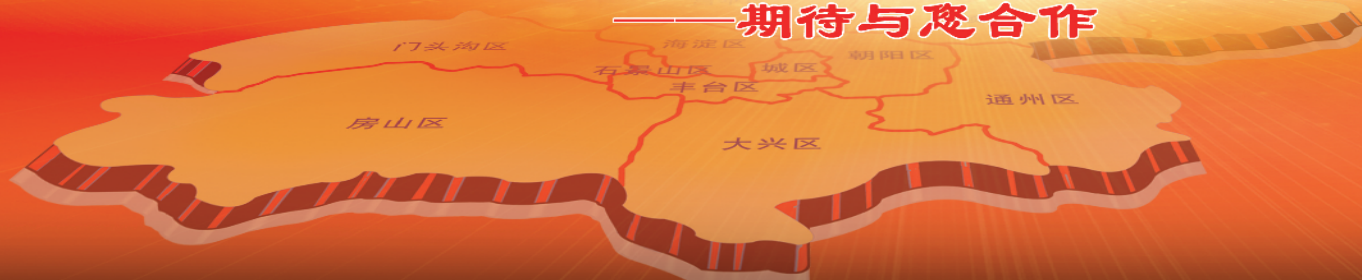 ——期待与您合作
门头沟区
海淀区
朝阳区
石景山区
城区
丰台区
通州区
房山区
大兴区